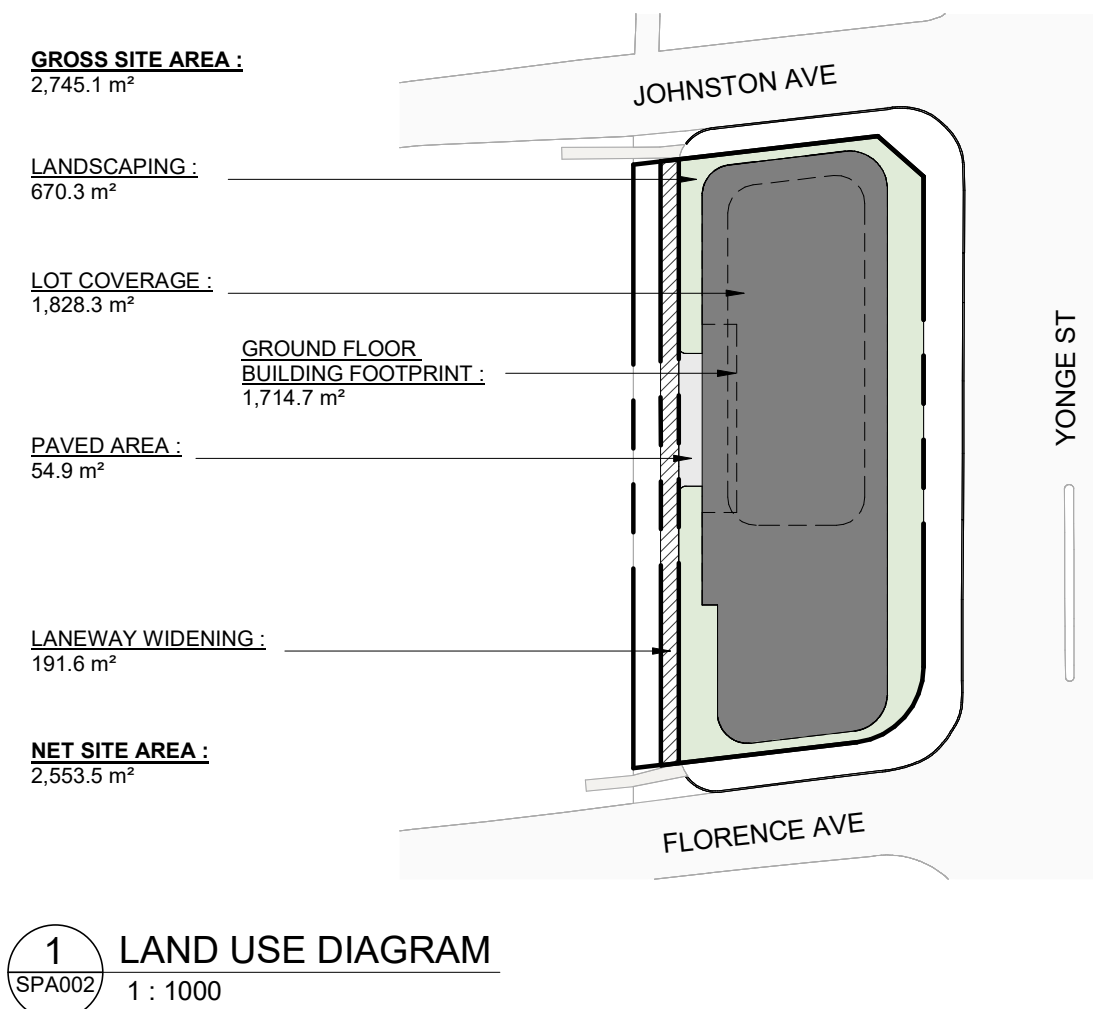 GROSS SITE AREA :
2,745.1 m²
JOHNSTON AVE
LANDSCAPING :
670.3 m²
LOT COVERAGE :
1,828.3 m²
GROUND FLOOR
BUILDING FOOTPRINT :
1,714.7 m²
YONGE ST
PAVED AREA :
54.9 m²
LANEWAY WIDENING :
191.6 m²
NET SITE AREA :
2,553.5 m²
FLORENCE AVE
1
SPA002
LAND USE DIAGRAM
1 : 1000